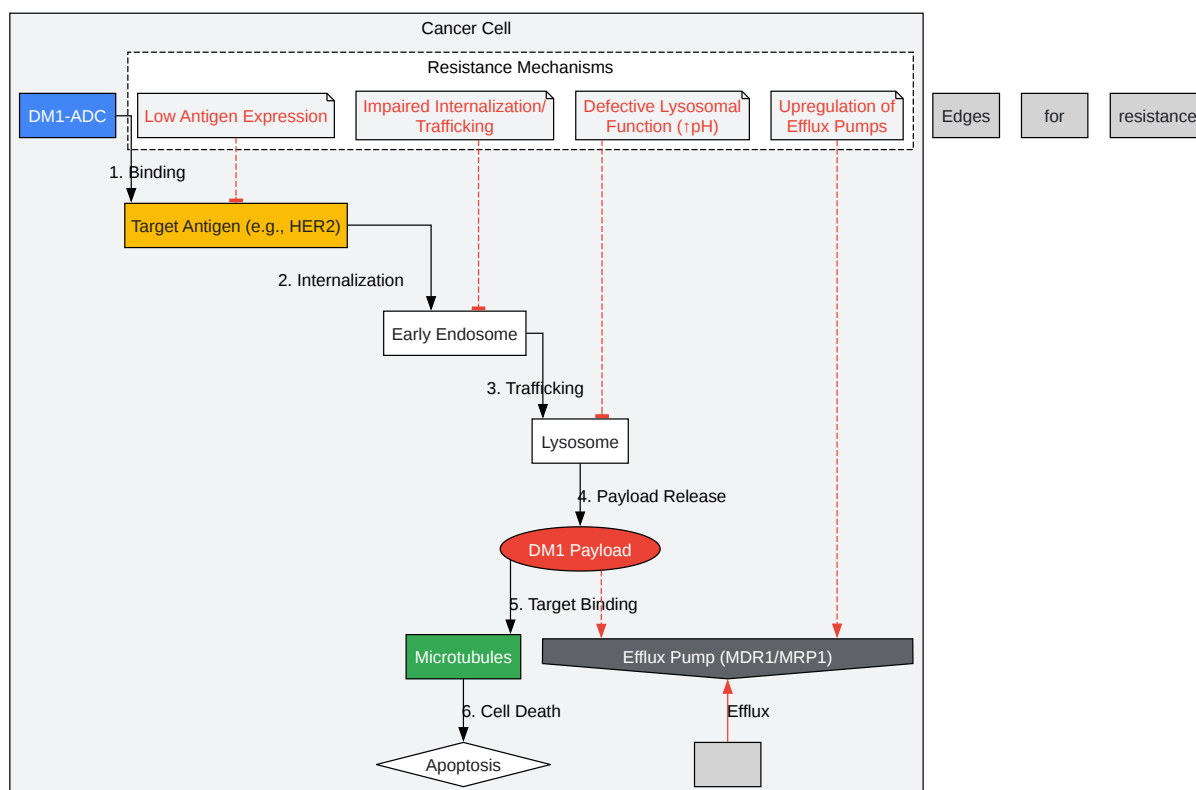 Cancer Cell
Resistance Mechanisms
DM1-ADC
Low Antigen Expression
Impaired Internalization/
Trafficking
Defective Lysosomal
Function (↑pH)
Upregulation of
Efflux Pumps
Edges
for
resistance
1. Binding
Target Antigen (e.g., HER2)
2. Internalization
Early Endosome
3. Trafficking
Lysosome
4. Payload Release
DM1 Payload
5. Target Binding
Microtubules
Efflux Pump (MDR1/MRP1)
6. Cell Death
Efflux
Apoptosis